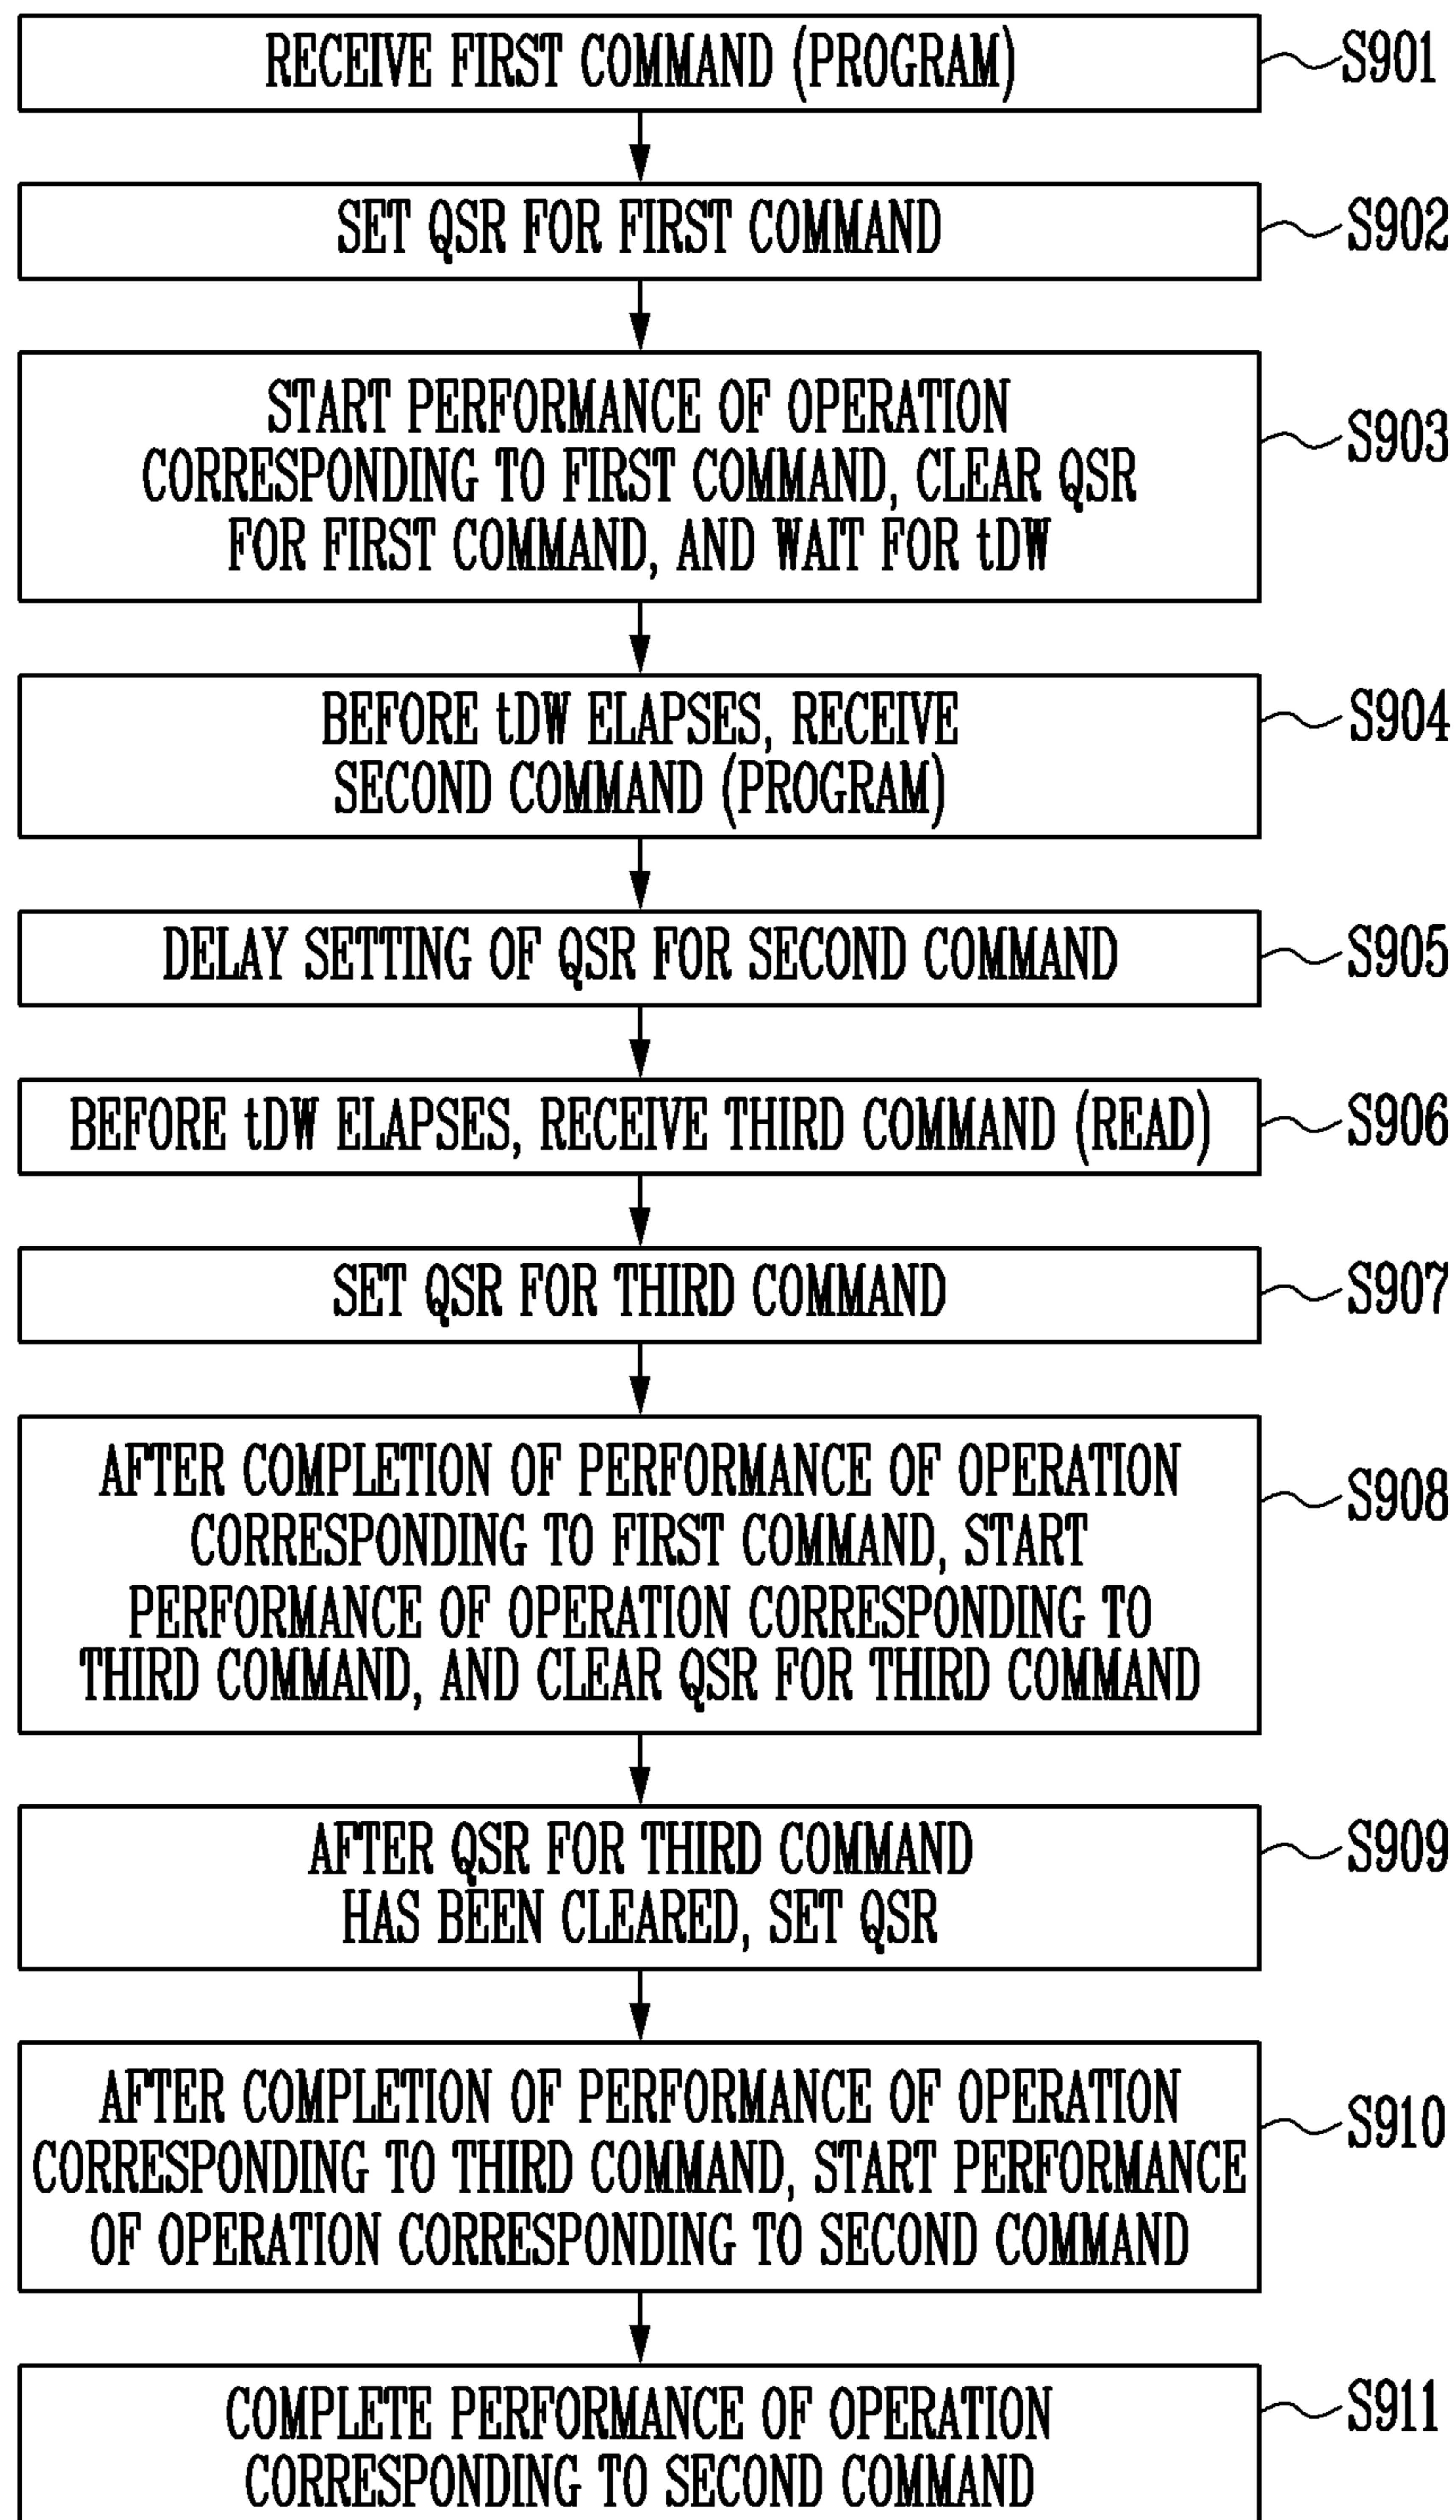 RECEIVE FIRST COMMAND (PROGRAM)
S901
SET QSR FOR FIRST COMMAND
S902
START PERFORMANCE OF OPERATION
CORRESPONDING TO FIRST COMMAND, CLEAR QSR
FOR FIRST COMMAND, AND WAIT FOR tDW
S903
BEFORE tDW ELAPSES, RECEIVE
SECOND COMMAND (PROGRAM)
S904
DELAY SETTING OF QSR FOR SECOND COMMAND
S905
BEFORE tDW ELAPSES, RECEIVE THIRD COMMAND (READ)
S906
SET QSR FOR THIRD COMMAND
S907
AFTER COMPLETION OF PERFORMANCE OF OPERATION
CORRESPONDING TO FIRST COMMAND, START
PERFORMANCE OF OPERATION CORRESPONDING TO
THIRD COMMAND, AND CLEAR QSR FOR THIRD COMMAND
S908
AFTER QSR FOR THIRD COMMAND
HAS BEEN CLEARED, SET QSR
S909
AFTER COMPLETION OF PERFORMANCE OF OPERATION
CORRESPONDING TO THIRD COMMAND, START PERFORMANCE
OF OPERATION CORRESPONDING TO SECOND COMMAND
S910
COMPLETE PERFORMANCE OF OPERATION
CORRESPONDING TO SECOND COMMAND
S911